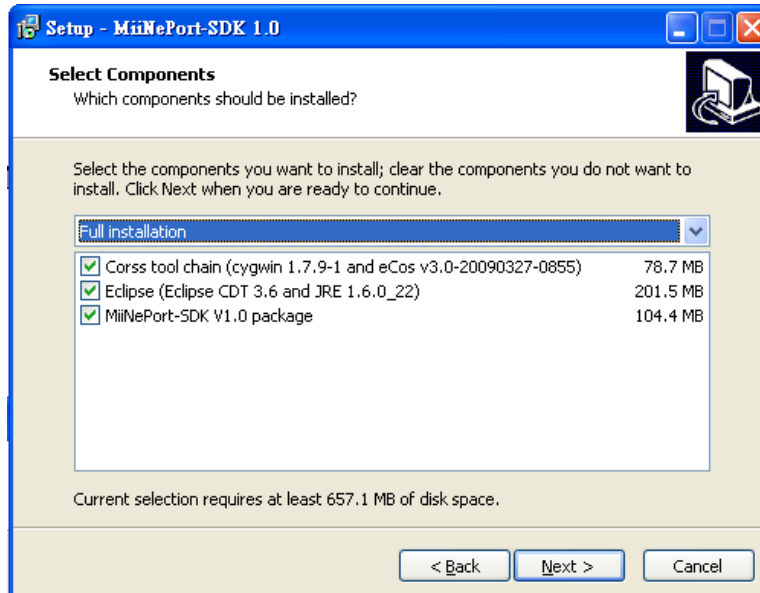 Setup - MiiNePort-SDK 1.0
Select Components
Which components should be installed?
Select the components you want to install; clear the components you do not want to
install. Click Next when you are ready to continue.
Full installation
Corss tool chain (cygwin 1.7.9-1 and eCos v3.0-20090327-0855) 78.7 MB
Eclipse (Eclipse CDT 3.6 and JRE 1.6.0_22) 201.5 MB
MiiNePort-SDK V1.0 package 104.4 MB
Current selection requires at least 657.1 MB of disk space.
< Back Next > Cancel